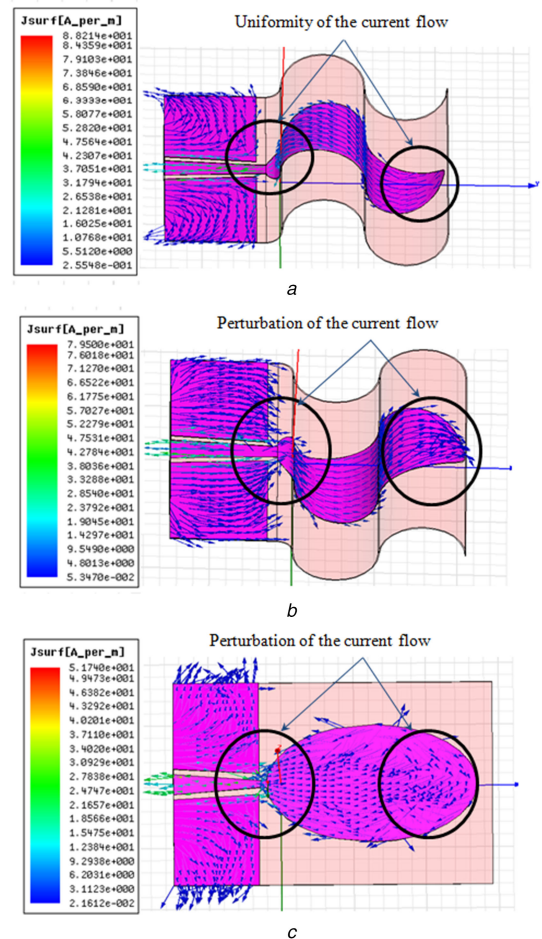 Jsurf[A_per_m]
Uniformity of the current flow
8.8214e+001
8.4359e+001
7.9103e+001
7.3846e+001
6.8590e+001
6.3333e+001
5.8077e+001
5.2820e+001
4.7564e+001
4.2307e+001
3.7051e+001
3.1794e+001
2.6538e+001
2.1281e+001
1.6025e+001
1.0768e+001
5.5120e+000
2.5548e-001
a
Perturbation of the current flow
Jsurf[A_per_m]
7.9500e+001
7.6018e+001
7.1270e+001
6.6522e+001
6.1775e+001
5.7027e+001
5.2279e+001
4.7531e+001
4.2784e+001
3.8036e+001
3.3288e+001
2.8540e+001
2.3792e+001
1.9045e+001
1.4297e+001
9.5490e+000
4.8013e+000
5.3470e-002
b
Perturbation of the current flow
Jsurf[A_per_m]
5.1740e+001
4.9473e+001
4.6382e+001
4.3292e+001
4.0201e+001
3.7110e+001
3.4020e+001
3.0929e+001
2.7838e+001
2.4747e+001
2.1657e+001
1.8566e+001
1.5475e+001
1.2384e+001
9.2938e+000
6.2031e+000
3.1123e+000
2.1612e-002
c